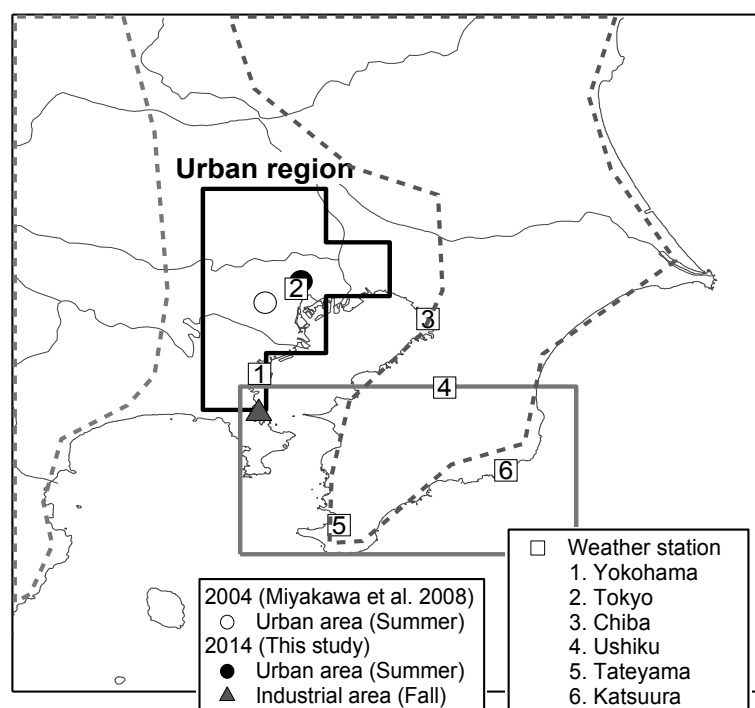 Urban region
2
3
1
4
6
5
2004 (Miyakawa et al. 2008)
Urban area (Summer)
2014 (This study)
Urban area (Summer)
Industrial area (Fall)
Weather station
1. Yokohama
2. Tokyo
3. Chiba
4. Ushiku
5. Tateyama
6. Katsuura